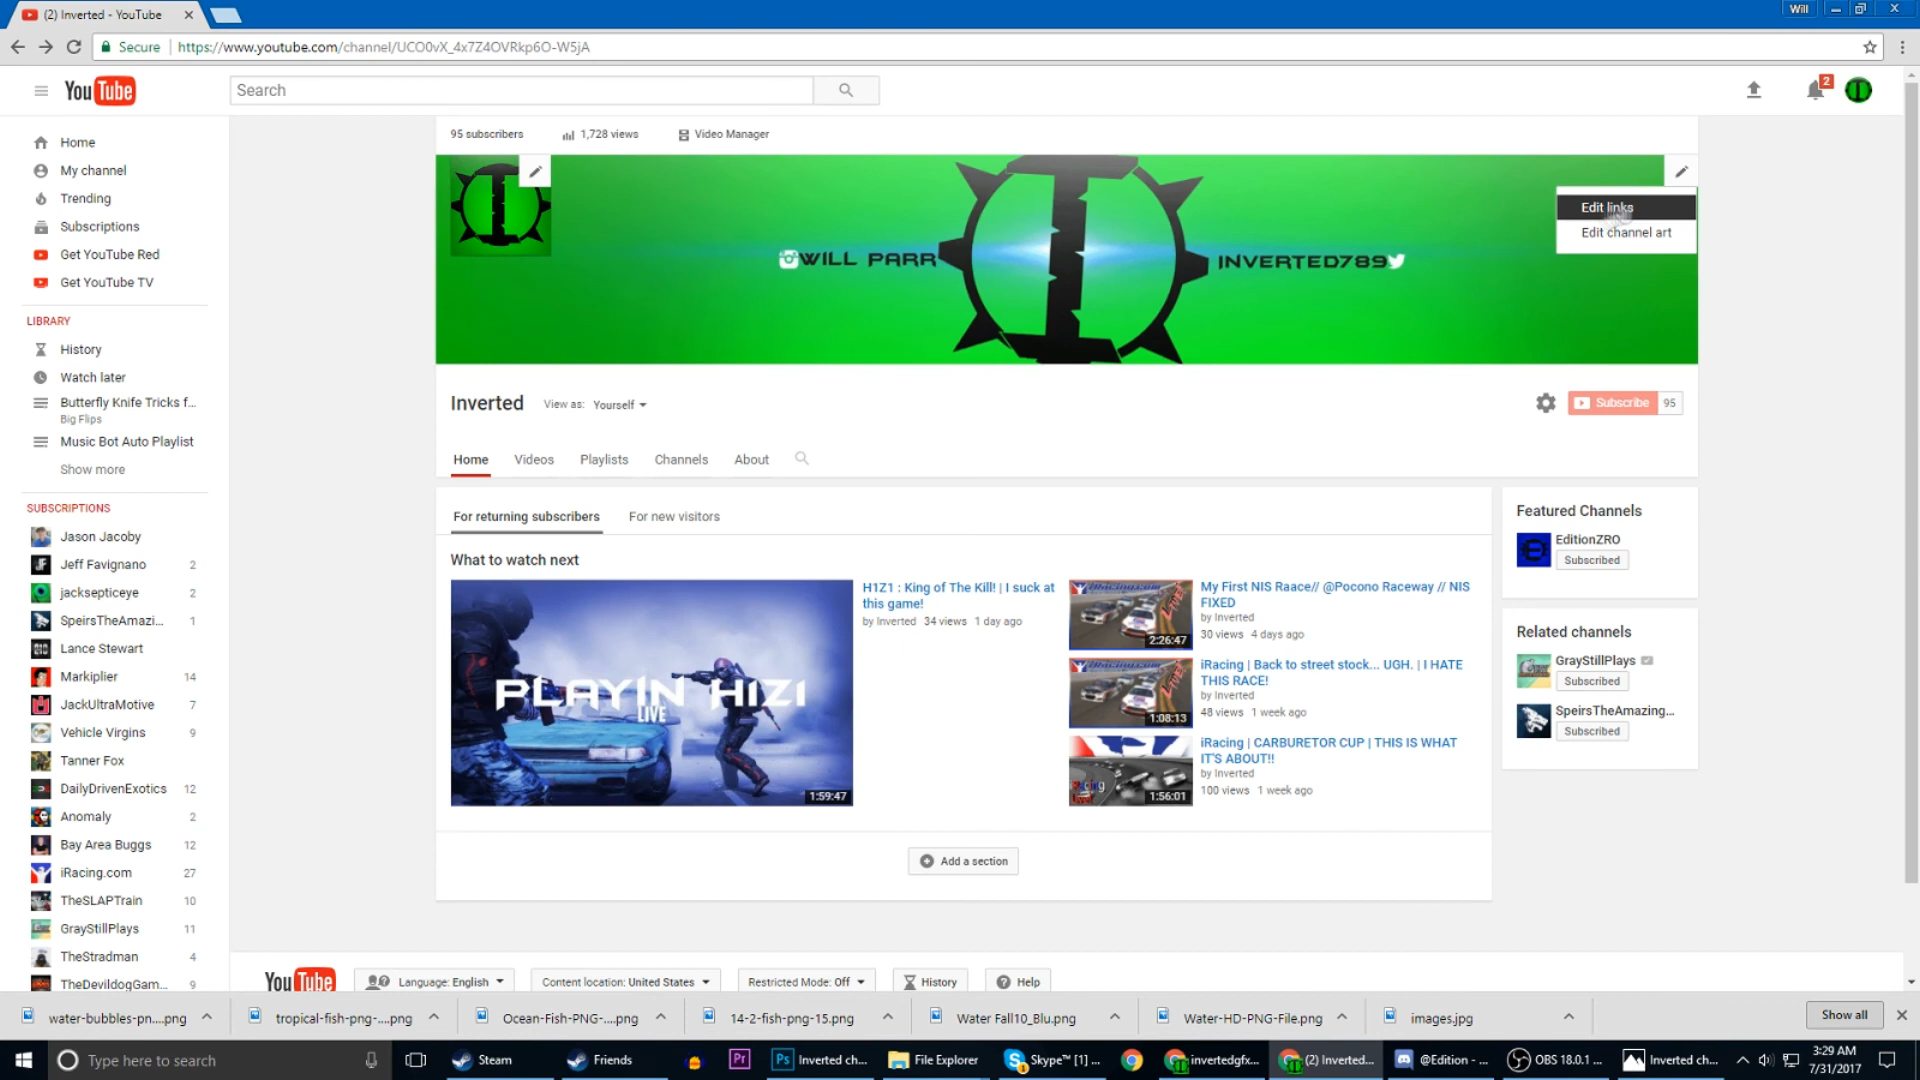 (2) Inverted - YouTube
Will
Secure
https://www.youtube.com/channel/UCO0vX_4x7Z4OVRkp6O-W5jA
YouTube
Search
2
95 subscribers
1,728 views
Video Manager
Home
My channel
Trending
Subscriptions
Get YouTube Red
Get YouTube TV
LIBRARY
History
Watch later
Butterfly Knife Tricks f...
Big Flips
Music Bot Auto Playlist
Show more
SUBSCRIPTIONS
Jason Jacoby
Jeff Favignano 2
jacksepticeye 2
SpeirsTheAmazi... 1
Lance Stewart
Markiplier 14
JackUltraMotive 7
Vehicle Virgins 9
Tanner Fox
DailyDrivenExotics 12
Anomaly 2
Bay Area Buggs 12
iRacing.com 27
TheSLAPTrain 10
GrayStillPlays 11
TheStradman 4
TheDevildogGam... 9
WILL PARR
INVERTED789
Edit links
Edit channel art
Inverted
View as: Yourself
Subscribe 95
Home
Videos
Playlists
Channels
About
For returning subscribers
For new visitors
What to watch next
PLAYIN H1Z1
LIVE
1:59:47
H1Z1 : King of The Kill! | I suck at
this game!
by Inverted 34 views 1 day ago
2:26:47
My First NIS Raace// @Pocono Raceway // NIS
FIXED
by Inverted
30 views 4 days ago
1:08:13
iRacing | Back to street stock... UGH. | I HATE
THIS RACE!
by Inverted
48 views 1 week ago
1:56:01
iRacing | CARBURETOR CUP | THIS IS WHAT
IT'S ABOUT!!
by Inverted
100 views 1 week ago
Add a section
Featured Channels
EditionZRO
Subscribed
Related channels
GrayStillPlays
Subscribed
SpeirsTheAmazing...
Subscribed
YouTube
Language: English
Content location: United States
Restricted Mode: Off
History
Help
water-bubbles-pn....png
tropical-fish-png-....png
Ocean-Fish-PNG-....png
14-2-fish-png-15.png
Water Fall10_Blu.png
Water-HD-PNG-File.png
images.jpg
Show all
Type here to search
Steam
Friends
Pr
Ps
Inverted ch...
File Explorer
Skype™ [1] ...
invertedgfx...
(2) Inverted...
@Edition - ...
OBS 18.0.1 ...
Inverted ch...
3:29 AM
7/31/2017